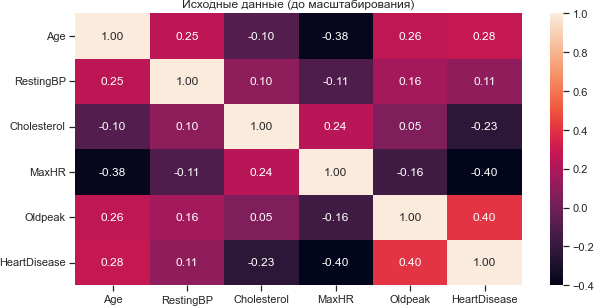 Исходные данные (до масштабирования)
Age 1.00 0.25 -0.10 -0.38 0.26 0.28
RestingBP 0.25 1.00 0.10 -0.11 0.16 0.11
Cholesterol -0.10 0.10 1.00 0.24 0.05 -0.23
MaxHR -0.38 -0.11 0.24 1.00 -0.16 -0.40
Oldpeak 0.26 0.16 0.05 -0.16 1.00 0.40
HeartDisease 0.28 0.11 -0.23 -0.40 0.40 1.00
Age RestingBP Cholesterol MaxHR Oldpeak HeartDisease
1.0
0.8
0.6
0.4
0.2
0.0
−0.2
−0.4